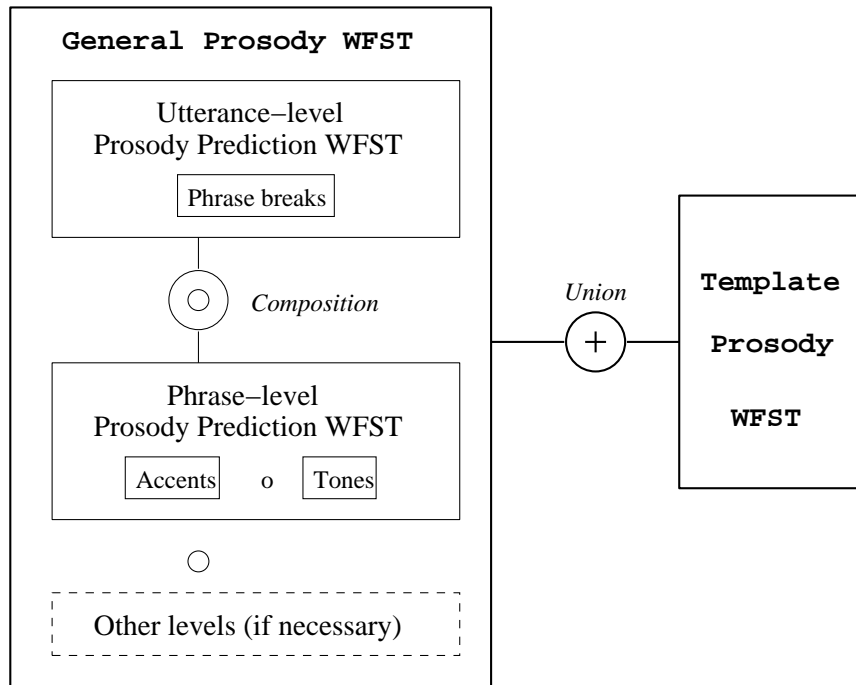 General Prosody WFST
Utterance−level
Prosody Prediction WFST
Phrase breaks
Composition
Phrase−level
Prosody Prediction WFST
Accents o Tones
Other levels (if necessary)
Union
+
Template
Prosody
WFST